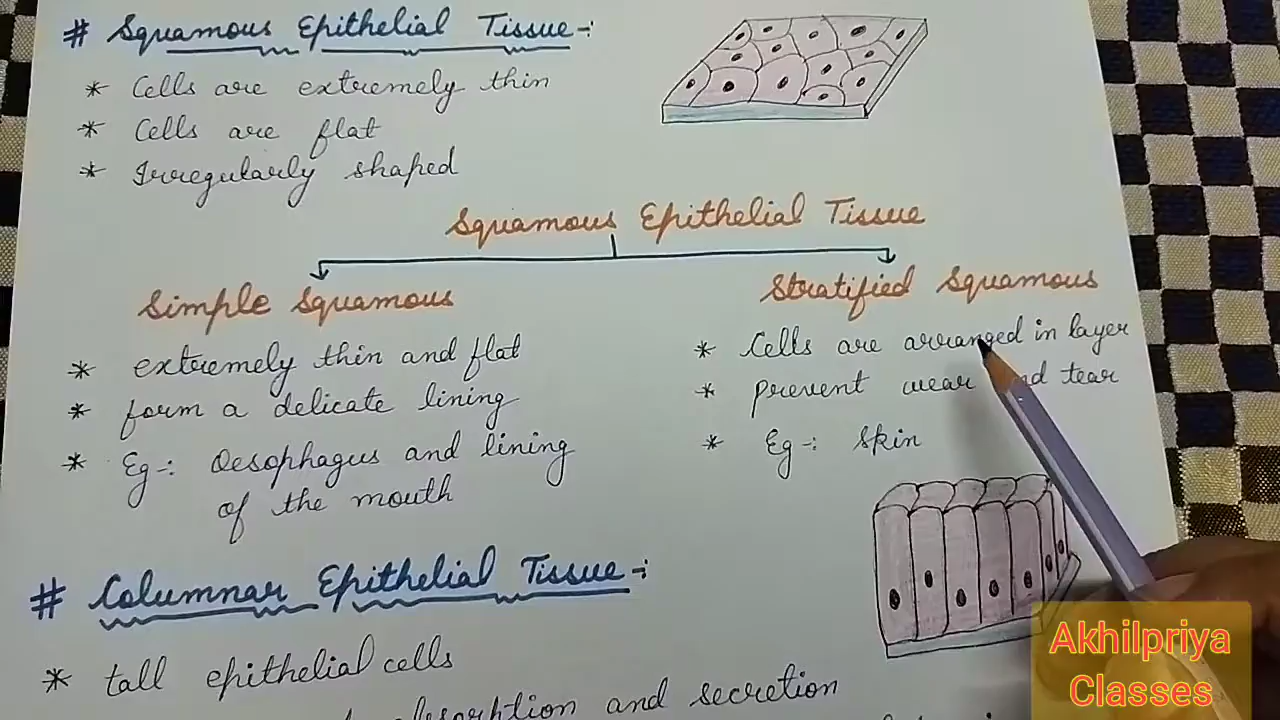 # Squamous Epithelial Tissue-:
* Cells are extremely thin
* Cells are flat
* Irregularly shaped
Squamous Epithelial Tissue
Simple Squamous
* extremely thin and flat
* form a delicate lining
* Eg-: Oesophagus and lining
of the mouth
Stratified Squamous
* Cells are arranged in layer
* prevent wear nd tear
* Eg-: skin
# Columnar Epithelial Tissue-:
* tall epithelial cells
absorption and secretion
Akhilpriya
Classes